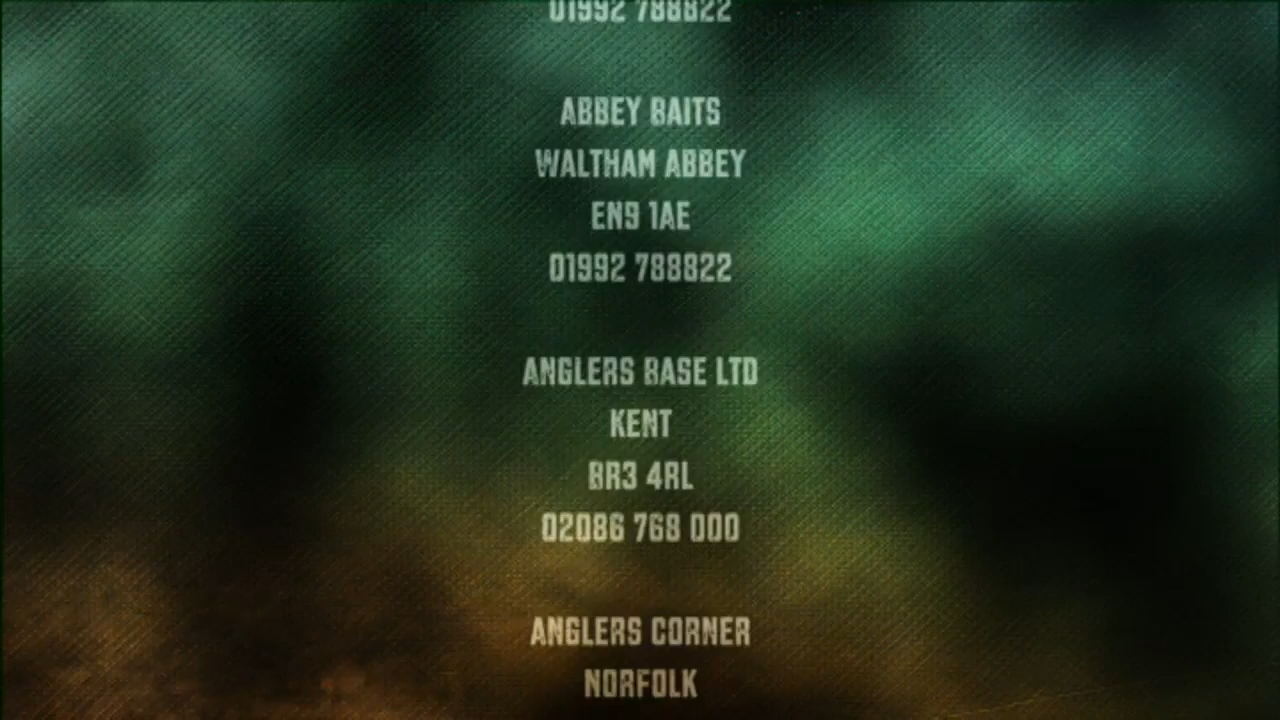 01992 788822
ABBEY BAITS
WALTHAM ABBEY
EN9 1AE
01992 788822
ANGLERS BASE LTD
KENT
BR3 4RL
02086 768 000
ANGLERS CORNER
NORFOLK